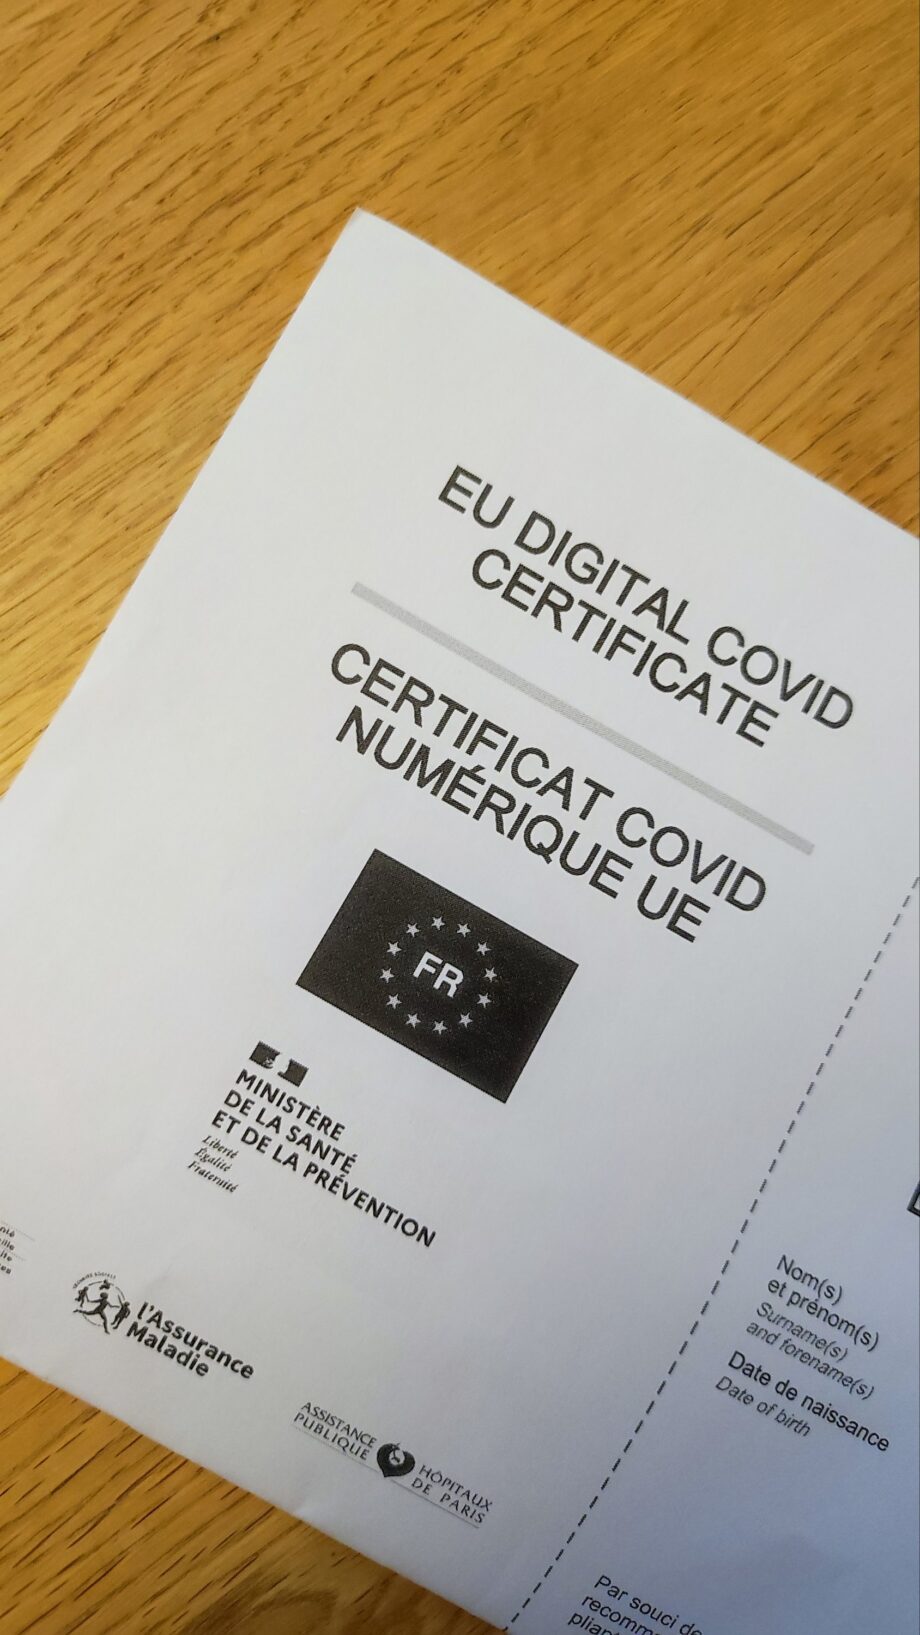 EU DIGITAL COVID
CERTIFICATE
CERTIFICAT COVID
NUMÉRIQUE UE
FR
MINISTÈRE
DE LA SANTÉ
ET DE LA PRÉVENTION
Liberté
Égalité
Fraternité
l'Assurance
Maladie
ASSISTANCE
PUBLIQUE
HÔPITAUX
DE PARIS
Nom(s)
et prénom(s)
Surname(s)
and forename(s)
Date de naissance
Date of birth
Par souci de